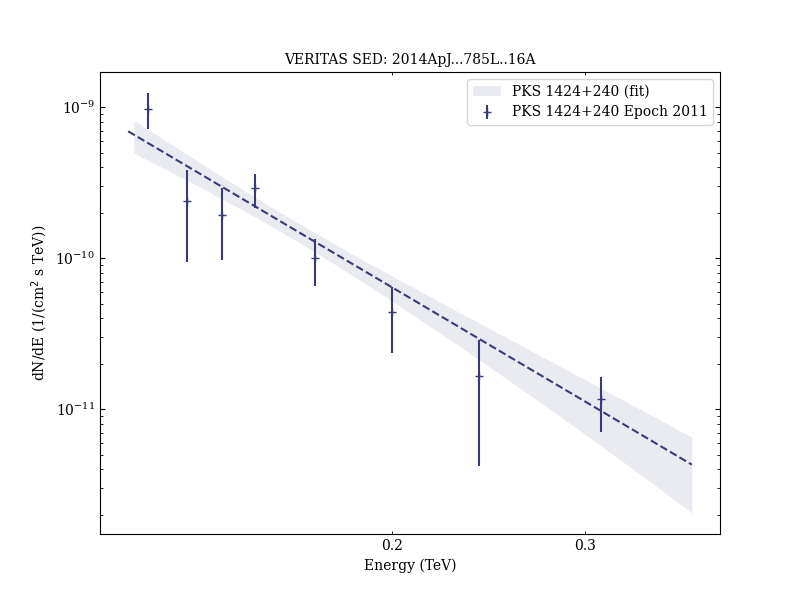 VERITAS SED: 2014ApJ...785L..16A
PKS 1424+240 (fit)
PKS 1424+240 Epoch 2011
dN/dE (1/(cm² s TeV))
10⁻⁹
10⁻¹⁰
10⁻¹¹
0.2
0.3
Energy (TeV)